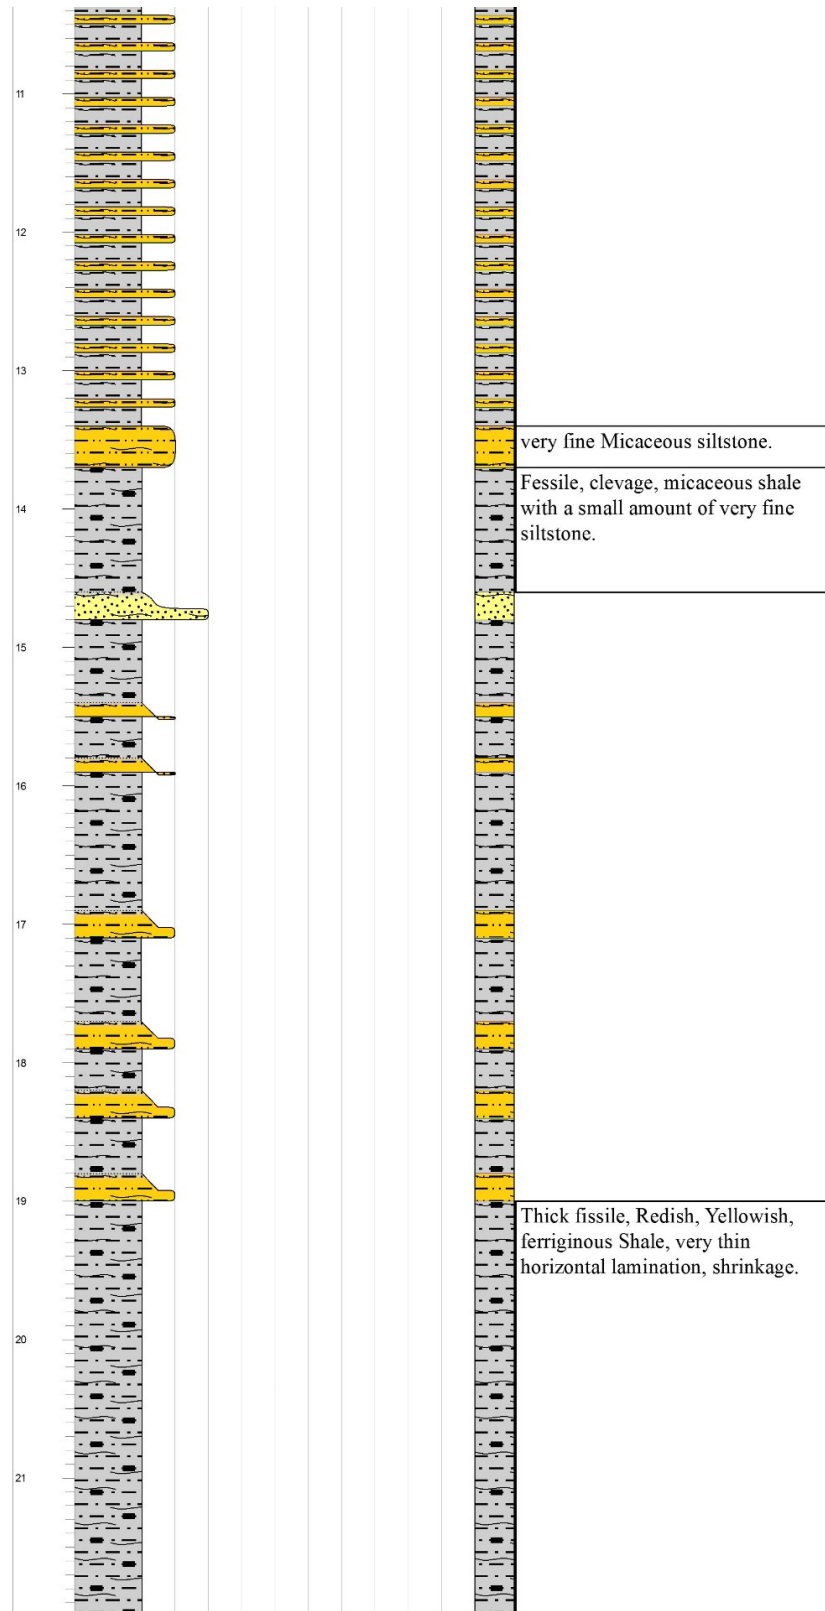 11
12
13
very fine Micaceous siltstone.
Fessile, clevage, micaceous shale
with a small amount of very fine
siltstone.
14
15
16
17
18
19
Thick fissile, Redish, Yellowish,
ferriginous Shale, very thin
horizontal lamination, shrinkage.
20
21